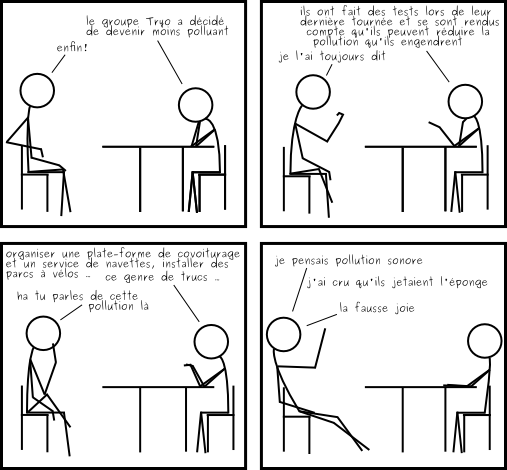 le groupe Tryo a décidé
de devenir moins polluant
enfin!
ils ont fait des tests lors de leur
dernière tournée et se sont rendus
compte qu'ils peuvent réduire la
pollution qu'ils engendrent
je l'ai toujours dit
organiser une plate-forme de covoiturage
et un service de navettes, installer des
parcs à vélos ... ce genre de trucs ...
ha tu parles de cette
pollution là
je pensais pollution sonore
j'ai cru qu'ils jetaient l'éponge
la fausse joie